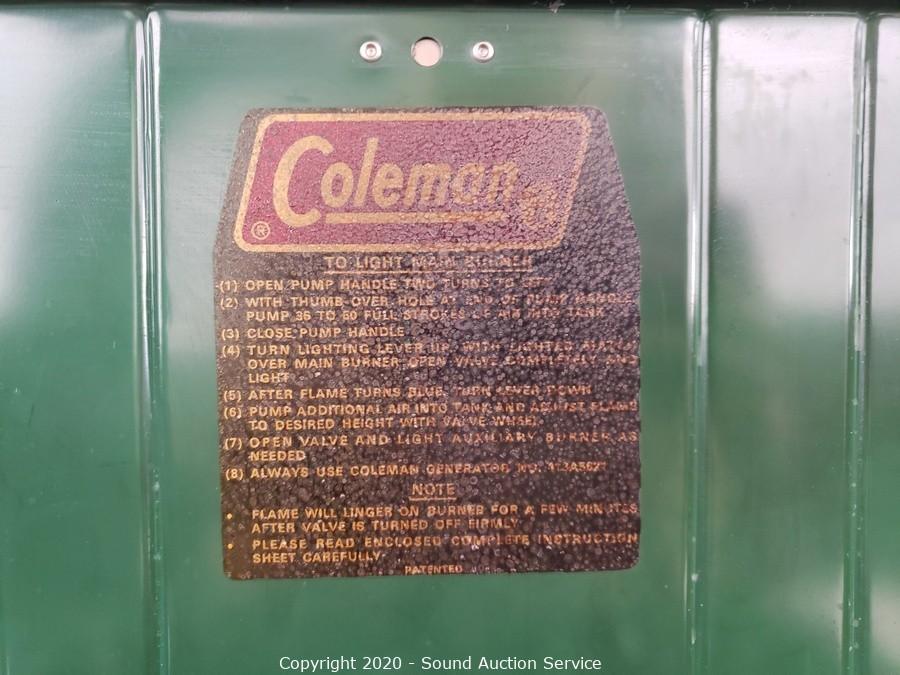 Coleman
®
TO LIGHT MAIN BURNER
(1) OPEN PUMP HANDLE TWO TURNS TO
(2) WITH THUMB OVER HOLE AT END OF PUMP HANDLE
PUMP 35 TO 50 FULL STROKES OF AIR INTO TANK
(3) CLOSE PUMP HANDLE
(4) TURN LIGHTING LEVER UP, WITH LIGHTED MATCH
OVER MAIN BURNER OPEN VALVE COMPLETELY AND
LIGHT
(5) AFTER FLAME TURNS BLUE, TURN LEVER DOWN
(6) PUMP ADDITIONAL AIR INTO TANK AND ADJUST FLAME
TO DESIRED HEIGHT WITH VALVE WHEEL
(7) OPEN VALVE AND LIGHT AUXILIARY BURNER AS
NEEDED
(8) ALWAYS USE COLEMAN GENERATOR NO.
NOTE
• FLAME WILL LINGER ON BURNER FOR A FEW MINUTES
AFTER VALVE IS TURNED OFF FIRMLY
• PLEASE READ ENCLOSED COMPLETE INSTRUCTION
SHEET CAREFULLY
PATENTED
Copyright 2020 - Sound Auction Service